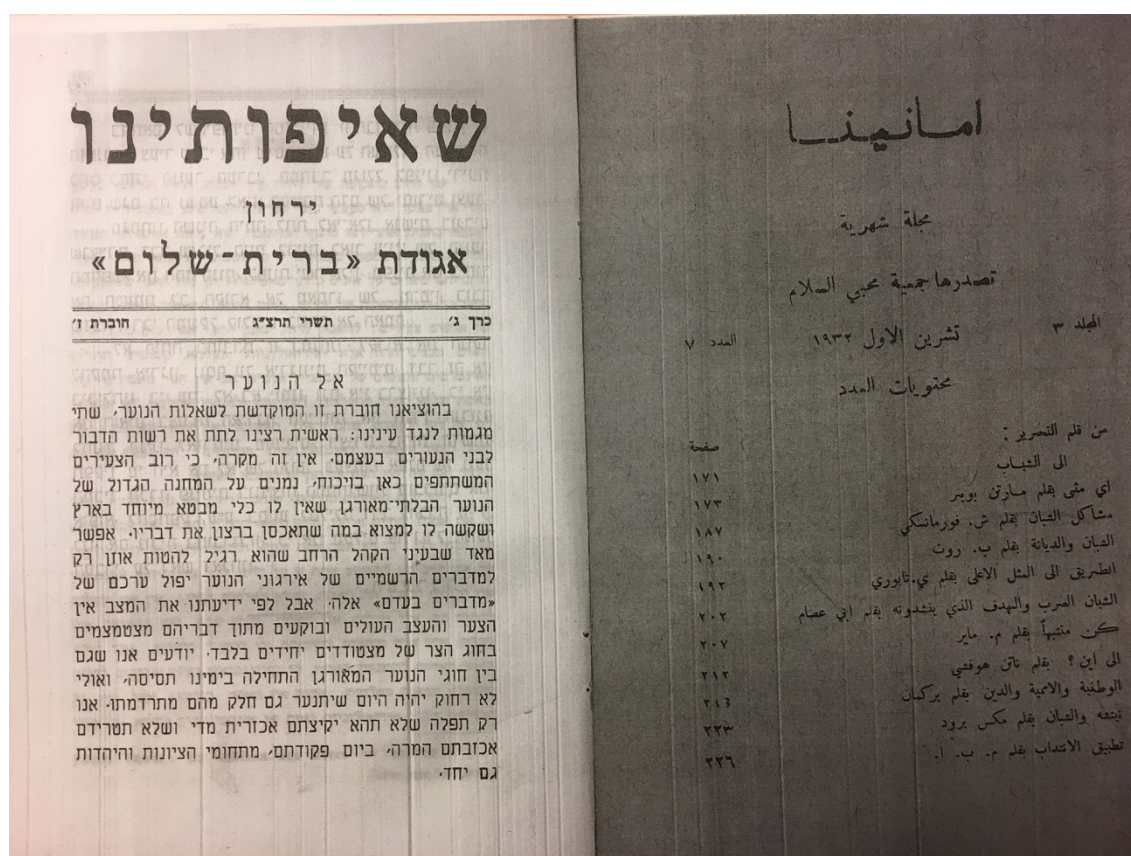 امانينا
مجلة شهرية
تصدرها جمعية محبي السلام
المجلد ٣ تشرين الاول ١٩٣٢ العدد ٧
محتويات العدد
من قلم التحرير : صفحة
الى الشباب ١٧١
اي متى بقلم مارتن بوبر ١٧٣
مشاكل الشبان بقلم ش. فورمانسكي ١٨٧
الشبان والديانة بقلم ب. روت ١٩٠
الطريق الى المثل الاعلى بقلم ي. تابوري ١٩٢
الشبان العرب والهدف الذي ينشدونه بقلم ابي عصام ٢٠٢
كن منتبهاً بقلم م. ماير ٢٠٧
الى اين ؟ بقلم ناتن هوفشي ٢١٢
الوطنية والامية والدين بقلم بركمان ٢١٦
نيتشه والشبان بقلم مكس برود ٢٢٣
تطبيق الانتداب بقلم م. ب. ا. ٢٢٦
שאיפותינו
ירחון
אגודת «ברית־שלום»
כרך ג׳ תשרי תרצ״ג חוברת ז׳
אל הנוער
בהוציאנו חוברת זו המוקדשת לשאלות הנוער, שתי
מגמות לנגד עינינו: ראשית רצינו לתת את רשות הדבור
לבני הנעורים בעצמם. אין זה מקרה, כי רוב הצעירים
המשתתפים כאן בויכוח, נמנים על המחנה הגדול של
הנוער הבלתי־מאורגן שאין לו כלי מבטא מיוחד בארץ
ושקשה לו למצוא במה שתאכסן ברצון את דבריו. אפשר
מאד שבעיני הקהל הרחב שהוא רגיל להטות אוזן רק
למדברים הרשמיים של אירגוני הנוער יפול ערכם של
«מדברים בעדם» אלה. אבל לפי ידיעתנו את המצב אין
הצער והעצב העולים ובוקעים מתוך דבריהם מצטמצמים
בחוג הצר של מצטודדים יחידים בלבד. יודעים אנו שגם
בין חוגי הנוער המאורגן התחילה בימינו תסיסה, ואולי
לא רחוק יהיה היום שיתנער גם חלק מהם מתרדמתו. אנו
רק תפלה שלא תהא יקיצתם אכזרית מדי ושלא תטרידם
אכזבתם המרה, ביום פקודתם, מתחומי הציונות והיהדות
גם יחד.